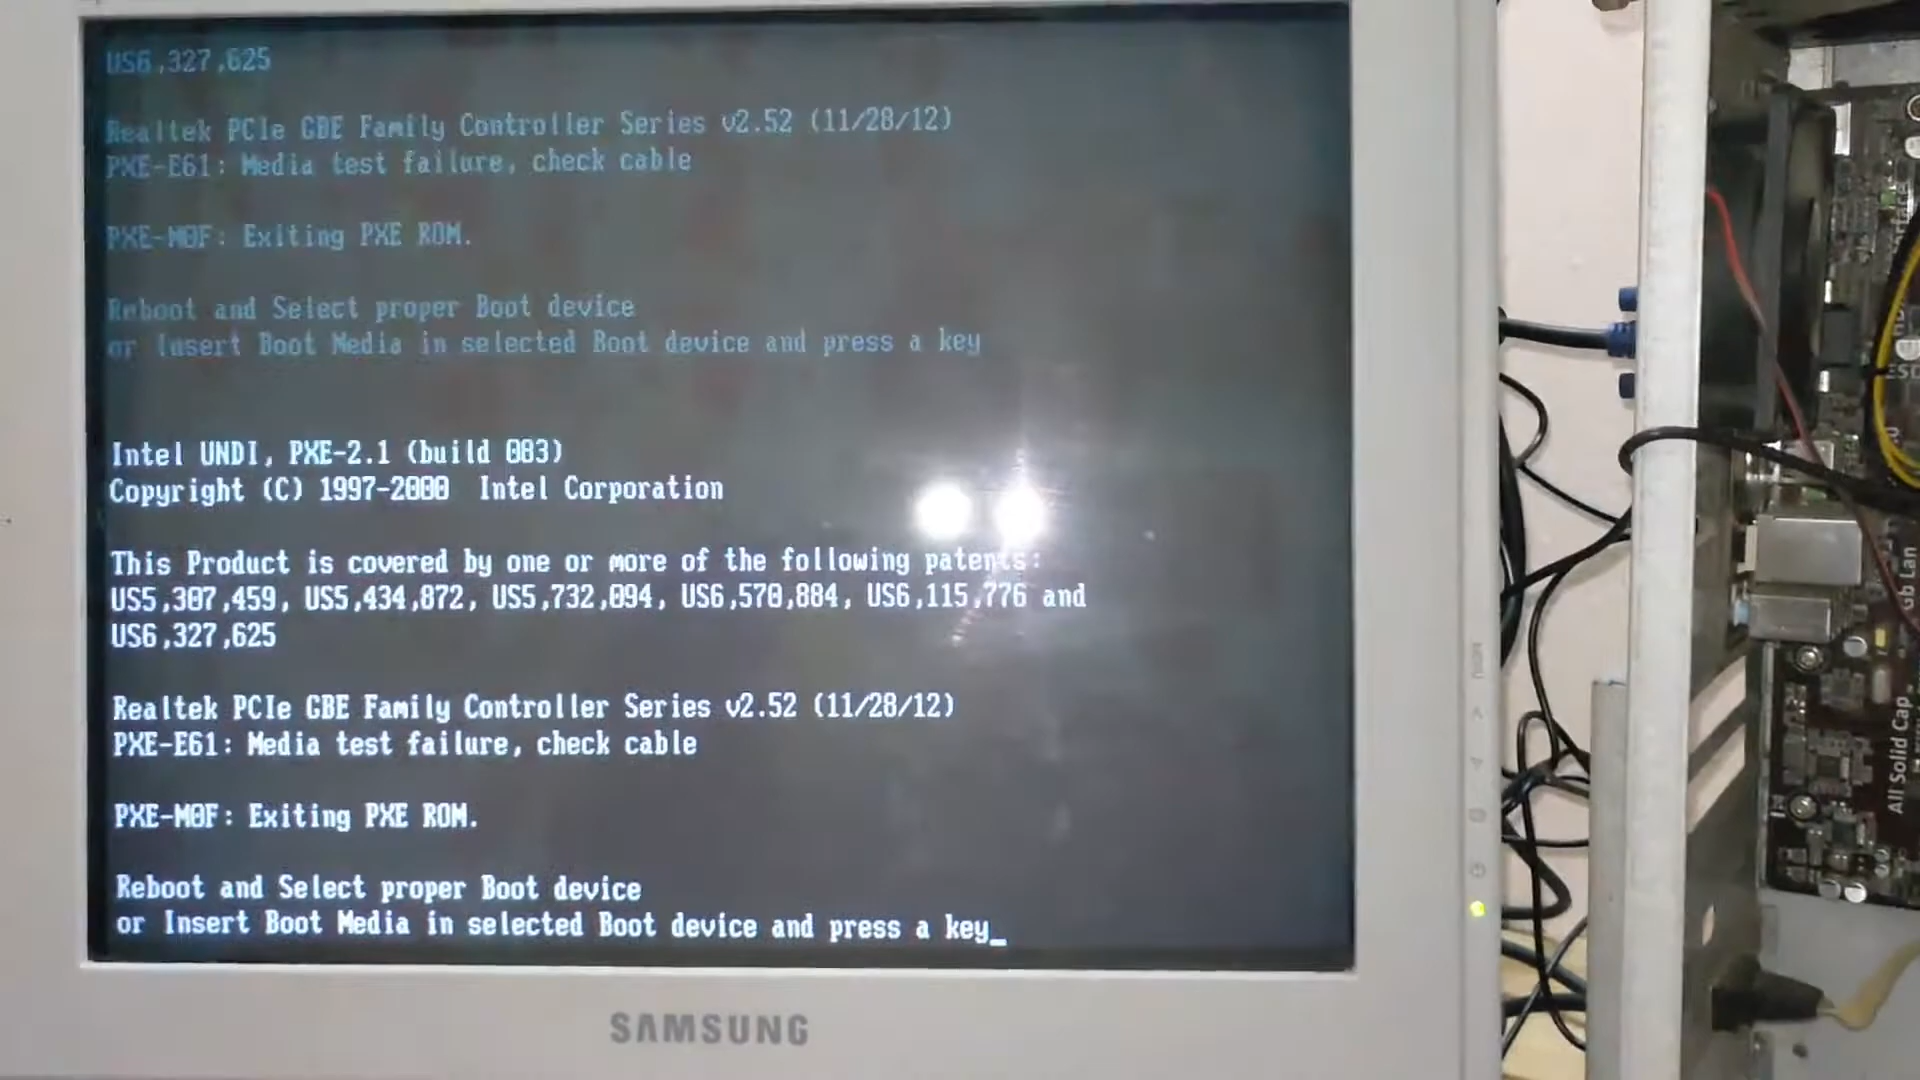 US6,327,625
Realtek PCIe GBE Family Controller Series v2.52 (11/28/12)
PXE-E61: Media test failure, check cable
PXE-M0F: Exiting PXE ROM.
Reboot and Select proper Boot device
or Insert Boot Media in selected Boot device and press a key
Intel UNDI, PXE-2.1 (build 083)
Copyright (C) 1997-2000  Intel Corporation
This Product is covered by one or more of the following patents:
US5,307,459, US5,434,872, US5,732,094, US6,570,884, US6,115,776 and
US6,327,625
Realtek PCIe GBE Family Controller Series v2.52 (11/28/12)
PXE-E61: Media test failure, check cable
PXE-M0F: Exiting PXE ROM.
Reboot and Select proper Boot device
or Insert Boot Media in selected Boot device and press a key_
SAMSUNG
Gb Lan
All Solid Cap